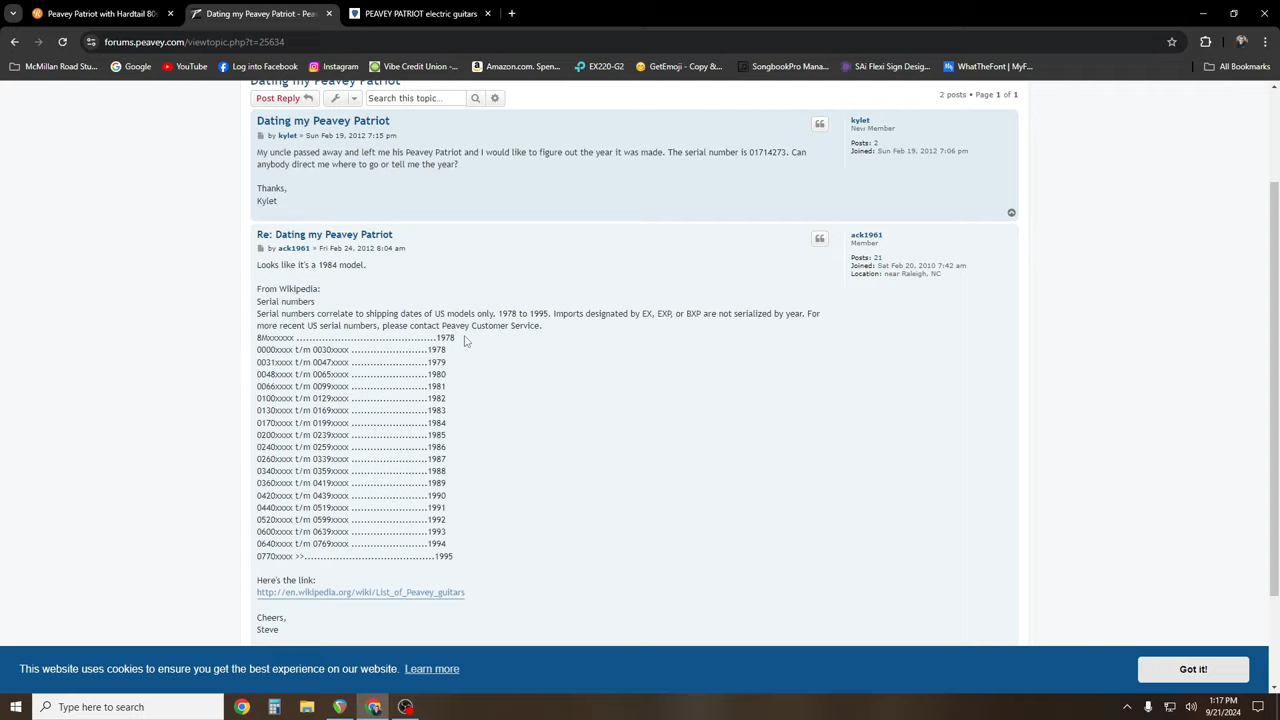 Peavey Patriot with Hardtail 80s
Dating my Peavey Patriot - Pea
PEAVEY PATRIOT electric guitars
forums.peavey.com/viewtopic.php?t=25634
McMillan Road Stu...
Google
YouTube
Log into Facebook
Instagram
Vibe Credit Union -...
Amazon.com. Spen...
EX220-G2
GetEmoji - Copy &...
SongbookPro Mana...
SAi Flexi Sign Desig...
WhatTheFont | MyF...
All Bookmarks
Dating my Peavey Patriot
Post Reply
Search this topic...
2 posts • Page 1 of 1
Dating my Peavey Patriot
by kylet » Sun Feb 19, 2012 7:15 pm
My uncle passed away and left me his Peavey Patriot and I would like to figure out the year it was made. The serial number is 01714273. Can
anybody direct me where to go or tell me the year?
Thanks,
Kylet
kylet
New Member
Posts: 2
Joined: Sun Feb 19, 2012 7:06 pm
Re: Dating my Peavey Patriot
by ack1961 » Fri Feb 24, 2012 8:04 am
Looks like it's a 1984 model.
From Wikipedia:
Serial numbers
Serial numbers correlate to shipping dates of US models only. 1978 to 1995. Imports designated by EX, EXP, or BXP are not serialized by year. For
more recent US serial numbers, please contact Peavey Customer Service.
8Mxxxxxx ............................................1978
0000xxxx t/m 0030xxxx ........................1978
0031xxxx t/m 0047xxxx ........................1979
0048xxxx t/m 0065xxxx ........................1980
0066xxxx t/m 0099xxxx ........................1981
0100xxxx t/m 0129xxxx ........................1982
0130xxxx t/m 0169xxxx ........................1983
0170xxxx t/m 0199xxxx ........................1984
0200xxxx t/m 0239xxxx ........................1985
0240xxxx t/m 0259xxxx ........................1986
0260xxxx t/m 0339xxxx ........................1987
0340xxxx t/m 0359xxxx ........................1988
0360xxxx t/m 0419xxxx ........................1989
0420xxxx t/m 0439xxxx ........................1990
0440xxxx t/m 0519xxxx ........................1991
0520xxxx t/m 0599xxxx ........................1992
0600xxxx t/m 0639xxxx ........................1993
0640xxxx t/m 0769xxxx ........................1994
0770xxxx >>.........................................1995
Here's the link:
http://en.wikipedia.org/wiki/List_of_Peavey_guitars
Cheers,
Steve
ack1961
Member
Posts: 21
Joined: Sat Feb 20, 2010 7:42 am
Location: near Raleigh, NC
This website uses cookies to ensure you get the best experience on our website. Learn more
Got it!
Type here to search
1:17 PM
9/21/2024